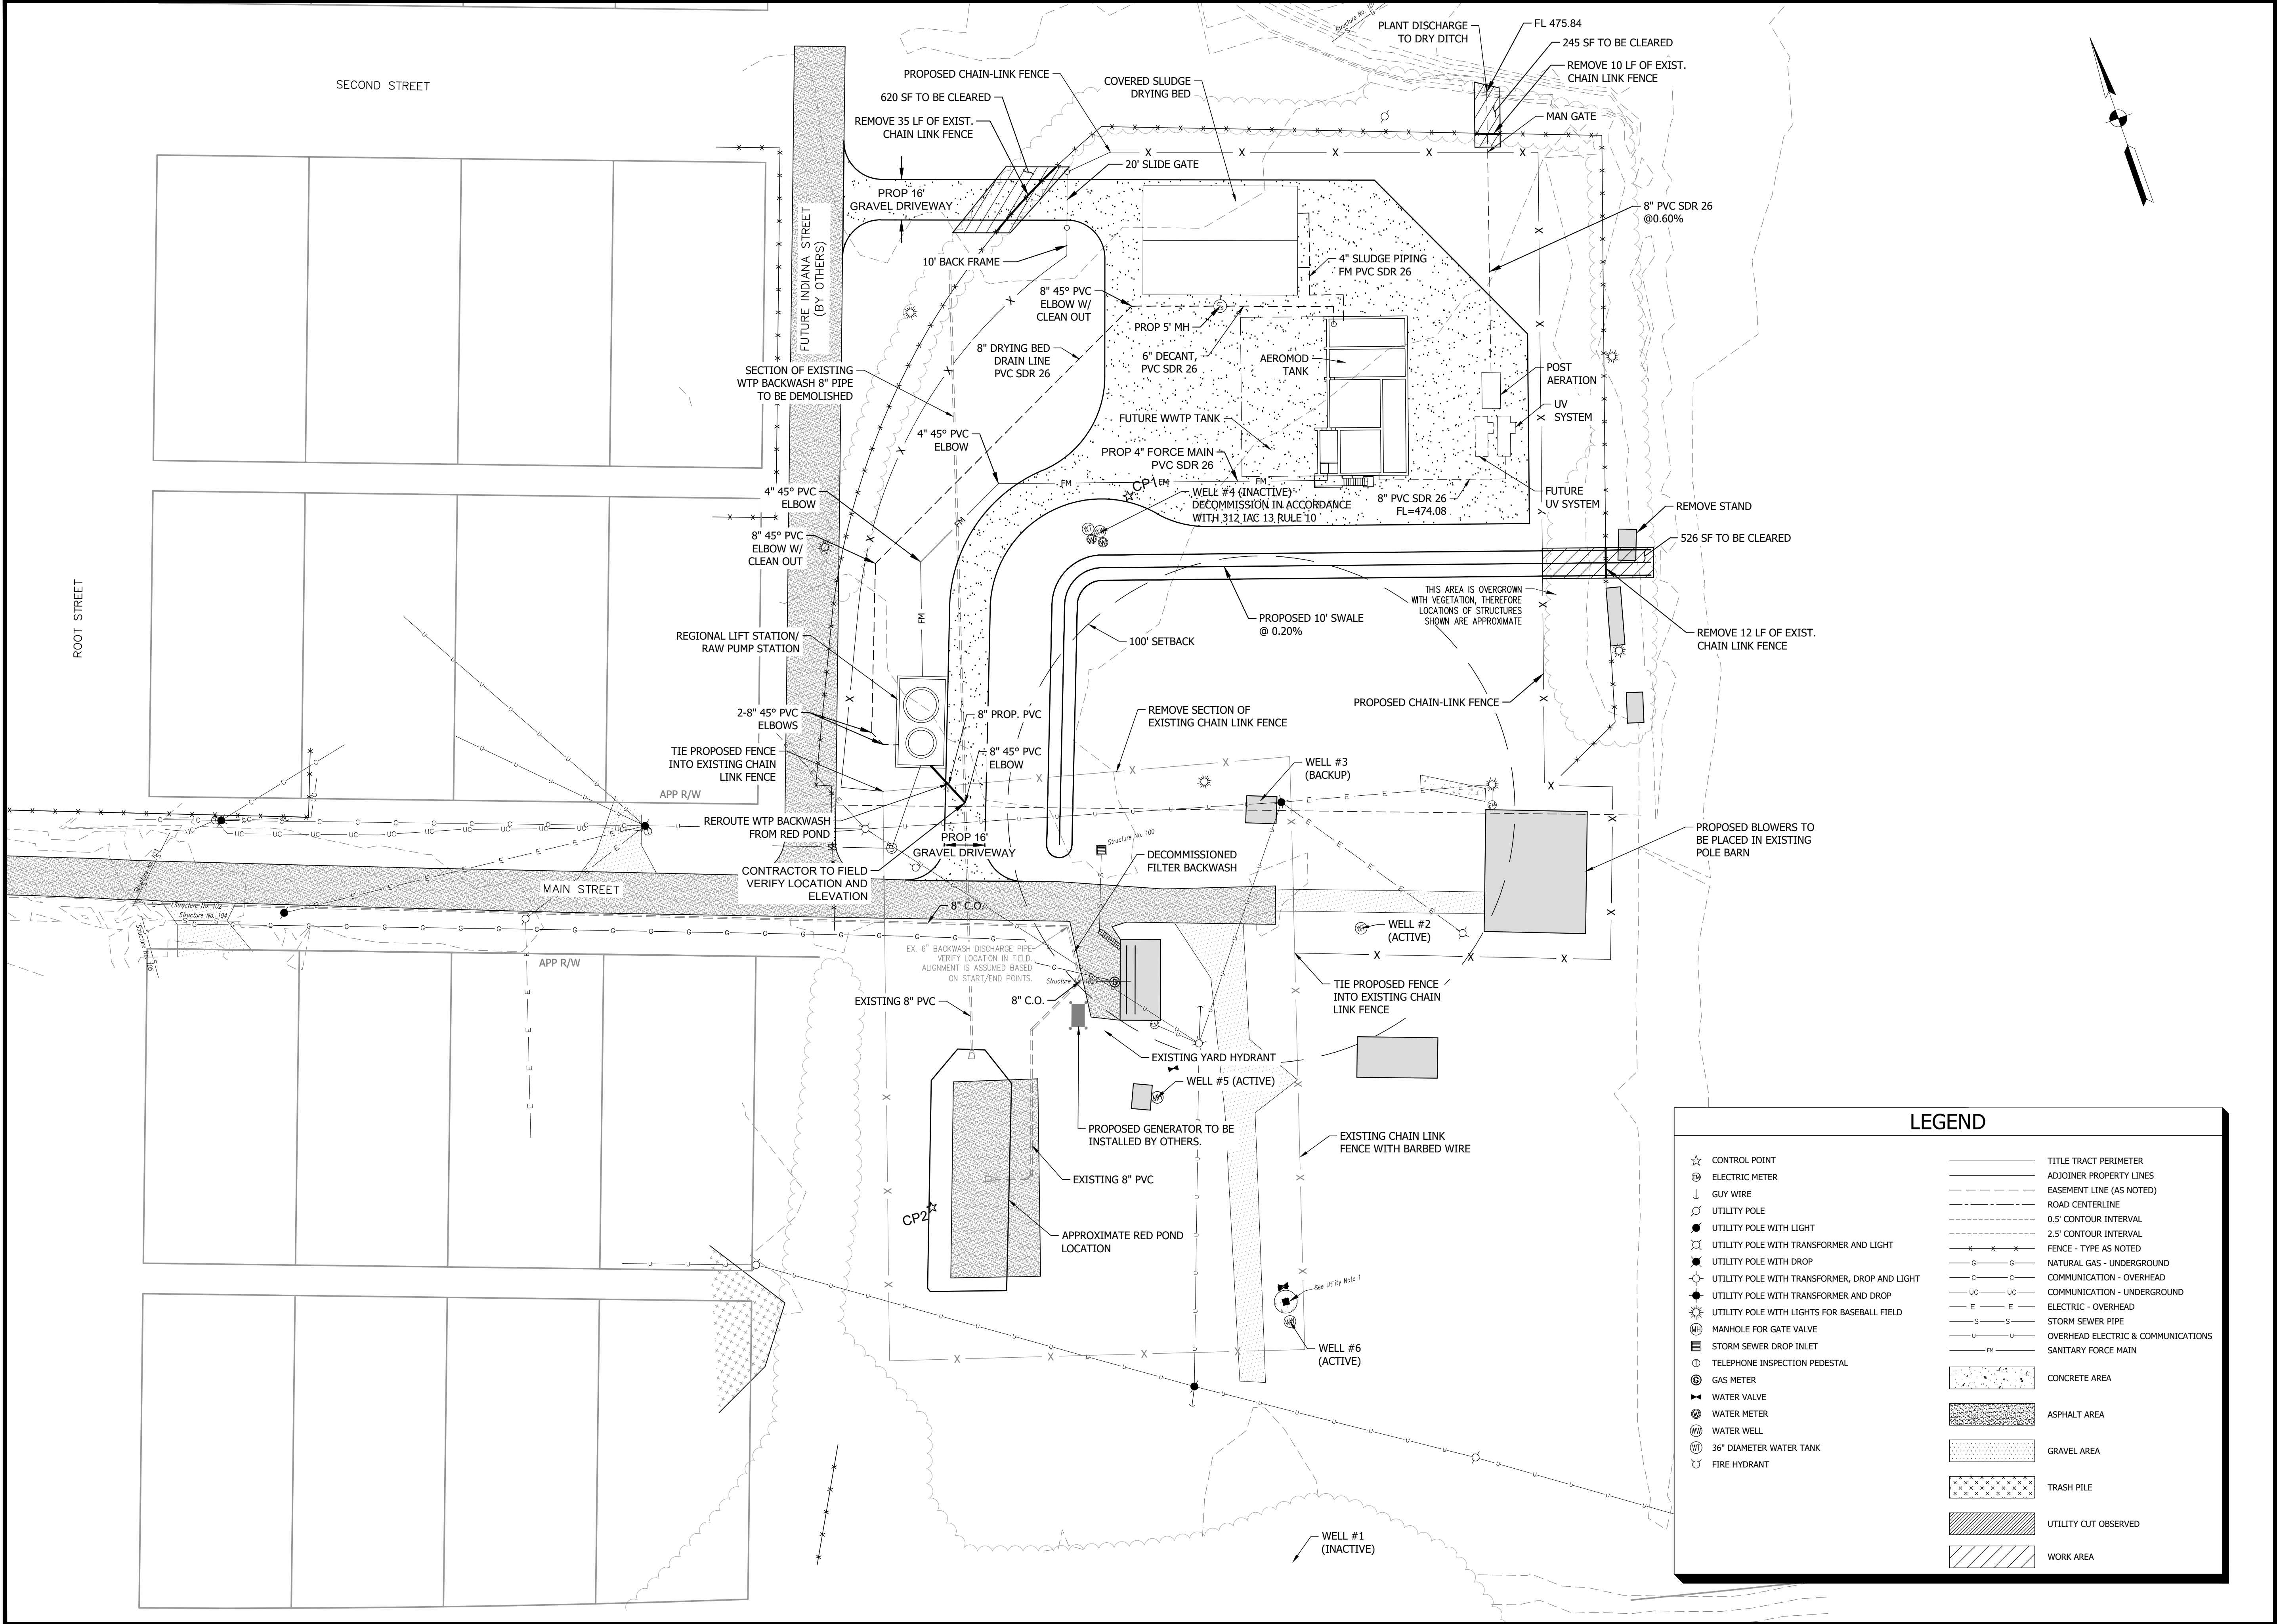 SECOND STREET
ROOT STREET
FUTURE INDIANA STREET
(BY OTHERS)
MAIN STREET
APP R/W
APP R/W
PLANT DISCHARGE
TO DRY DITCH
FL 475.84
245 SF TO BE CLEARED
REMOVE 10 LF OF EXIST.
CHAIN LINK FENCE
MAN GATE
PROPOSED CHAIN-LINK FENCE
COVERED SLUDGE
DRYING BED
620 SF TO BE CLEARED
REMOVE 35 LF OF EXIST.
CHAIN LINK FENCE
20' SLIDE GATE
PROP 16'
GRAVEL DRIVEWAY
10' BACK FRAME
8" PVC SDR 26
@0.60%
4" SLUDGE PIPING
FM PVC SDR 26
8" 45° PVC
ELBOW W/
CLEAN OUT
PROP 5' MH
8" DRYING BED
DRAIN LINE
PVC SDR 26
6" DECANT,
PVC SDR 26
AEROMOD
TANK
POST
AERATION
UV
SYSTEM
SECTION OF EXISTING
WTP BACKWASH 8" PIPE
TO BE DEMOLISHED
FUTURE WWTP TANK
4" 45° PVC
ELBOW
PROP 4" FORCE MAIN
PVC SDR 26
CP1
4" 45° PVC
ELBOW
WELL #4 (INACTIVE)
DECOMMISSION IN ACCORDANCE
WITH 312 IAC 13 RULE 10
8" PVC SDR 26
FL=474.08
FUTURE
UV SYSTEM
REMOVE STAND
526 SF TO BE CLEARED
8" 45° PVC
ELBOW W/
CLEAN OUT
THIS AREA IS OVERGROWN
WITH VEGETATION, THEREFORE
LOCATIONS OF STRUCTURES
SHOWN ARE APPROXIMATE
PROPOSED 10' SWALE
@ 0.20%
100' SETBACK
REMOVE 12 LF OF EXIST.
CHAIN LINK FENCE
REGIONAL LIFT STATION/
RAW PUMP STATION
PROPOSED CHAIN-LINK FENCE
2-8" 45° PVC
ELBOWS
8" PROP. PVC
REMOVE SECTION OF
EXISTING CHAIN LINK FENCE
TIE PROPOSED FENCE
INTO EXISTING CHAIN
LINK FENCE
8" 45° PVC
ELBOW
WELL #3
(BACKUP)
REROUTE WTP BACKWASH
FROM RED POND
PROP 16'
GRAVEL DRIVEWAY
Structure No. 100
DECOMMISSIONED
FILTER BACKWASH
PROPOSED BLOWERS TO
BE PLACED IN EXISTING
POLE BARN
CONTRACTOR TO FIELD
VERIFY LOCATION AND
ELEVATION
8" C.O.
Structure No. 102
Structure No. 104
EX. 6" BACKWASH DISCHARGE PIPE
VERIFY LOCATION IN FIELD.
ALIGNMENT IS ASSUMED BASED
ON START/END POINTS.
WELL #2
(ACTIVE)
TIE PROPOSED FENCE
INTO EXISTING CHAIN
LINK FENCE
EXISTING 8" PVC
8" C.O.
EXISTING YARD HYDRANT
WELL #5 (ACTIVE)
PROPOSED GENERATOR TO BE
INSTALLED BY OTHERS.
EXISTING CHAIN LINK
FENCE WITH BARBED WIRE
EXISTING 8" PVC
CP2
APPROXIMATE RED POND
LOCATION
See Utility Note 1
WELL #6
(ACTIVE)
WELL #1
(INACTIVE)
LEGEND
CONTROL POINT
EM ELECTRIC METER
GUY WIRE
UTILITY POLE
UTILITY POLE WITH LIGHT
UTILITY POLE WITH TRANSFORMER AND LIGHT
UTILITY POLE WITH DROP
UTILITY POLE WITH TRANSFORMER, DROP AND LIGHT
UTILITY POLE WITH TRANSFORMER AND DROP
UTILITY POLE WITH LIGHTS FOR BASEBALL FIELD
MH MANHOLE FOR GATE VALVE
STORM SEWER DROP INLET
T TELEPHONE INSPECTION PEDESTAL
G GAS METER
WATER VALVE
W WATER METER
WW WATER WELL
WT 36" DIAMETER WATER TANK
FIRE HYDRANT
TITLE TRACT PERIMETER
ADJOINER PROPERTY LINES
EASEMENT LINE (AS NOTED)
ROAD CENTERLINE
0.5' CONTOUR INTERVAL
2.5' CONTOUR INTERVAL
X X X FENCE - TYPE AS NOTED
G G NATURAL GAS - UNDERGROUND
C C COMMUNICATION - OVERHEAD
UC UC COMMUNICATION - UNDERGROUND
E E ELECTRIC - OVERHEAD
S S STORM SEWER PIPE
U U OVERHEAD ELECTRIC & COMMUNICATIONS
FM SANITARY FORCE MAIN
CONCRETE AREA
ASPHALT AREA
GRAVEL AREA
TRASH PILE
UTILITY CUT OBSERVED
WORK AREA